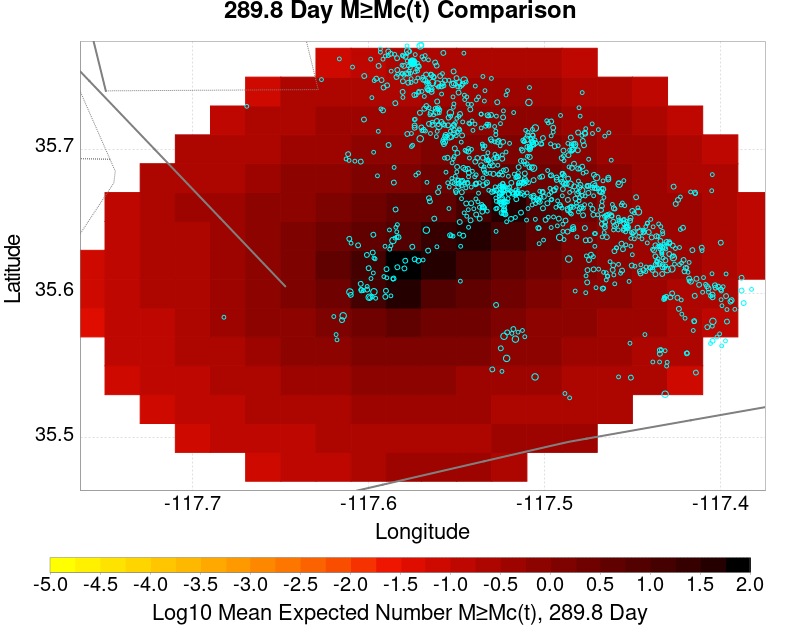 289.8 Day M≥Mc(t) Comparison
35.7
35.6
35.5
Latitude
-117.7 -117.6 -117.5 -117.4
Longitude
-5.0 -4.5 -4.0 -3.5 -3.0 -2.5 -2.0 -1.5 -1.0 -0.5 0.0 0.5 1.0 1.5 2.0
Log10 Mean Expected Number M≥Mc(t), 289.8 Day